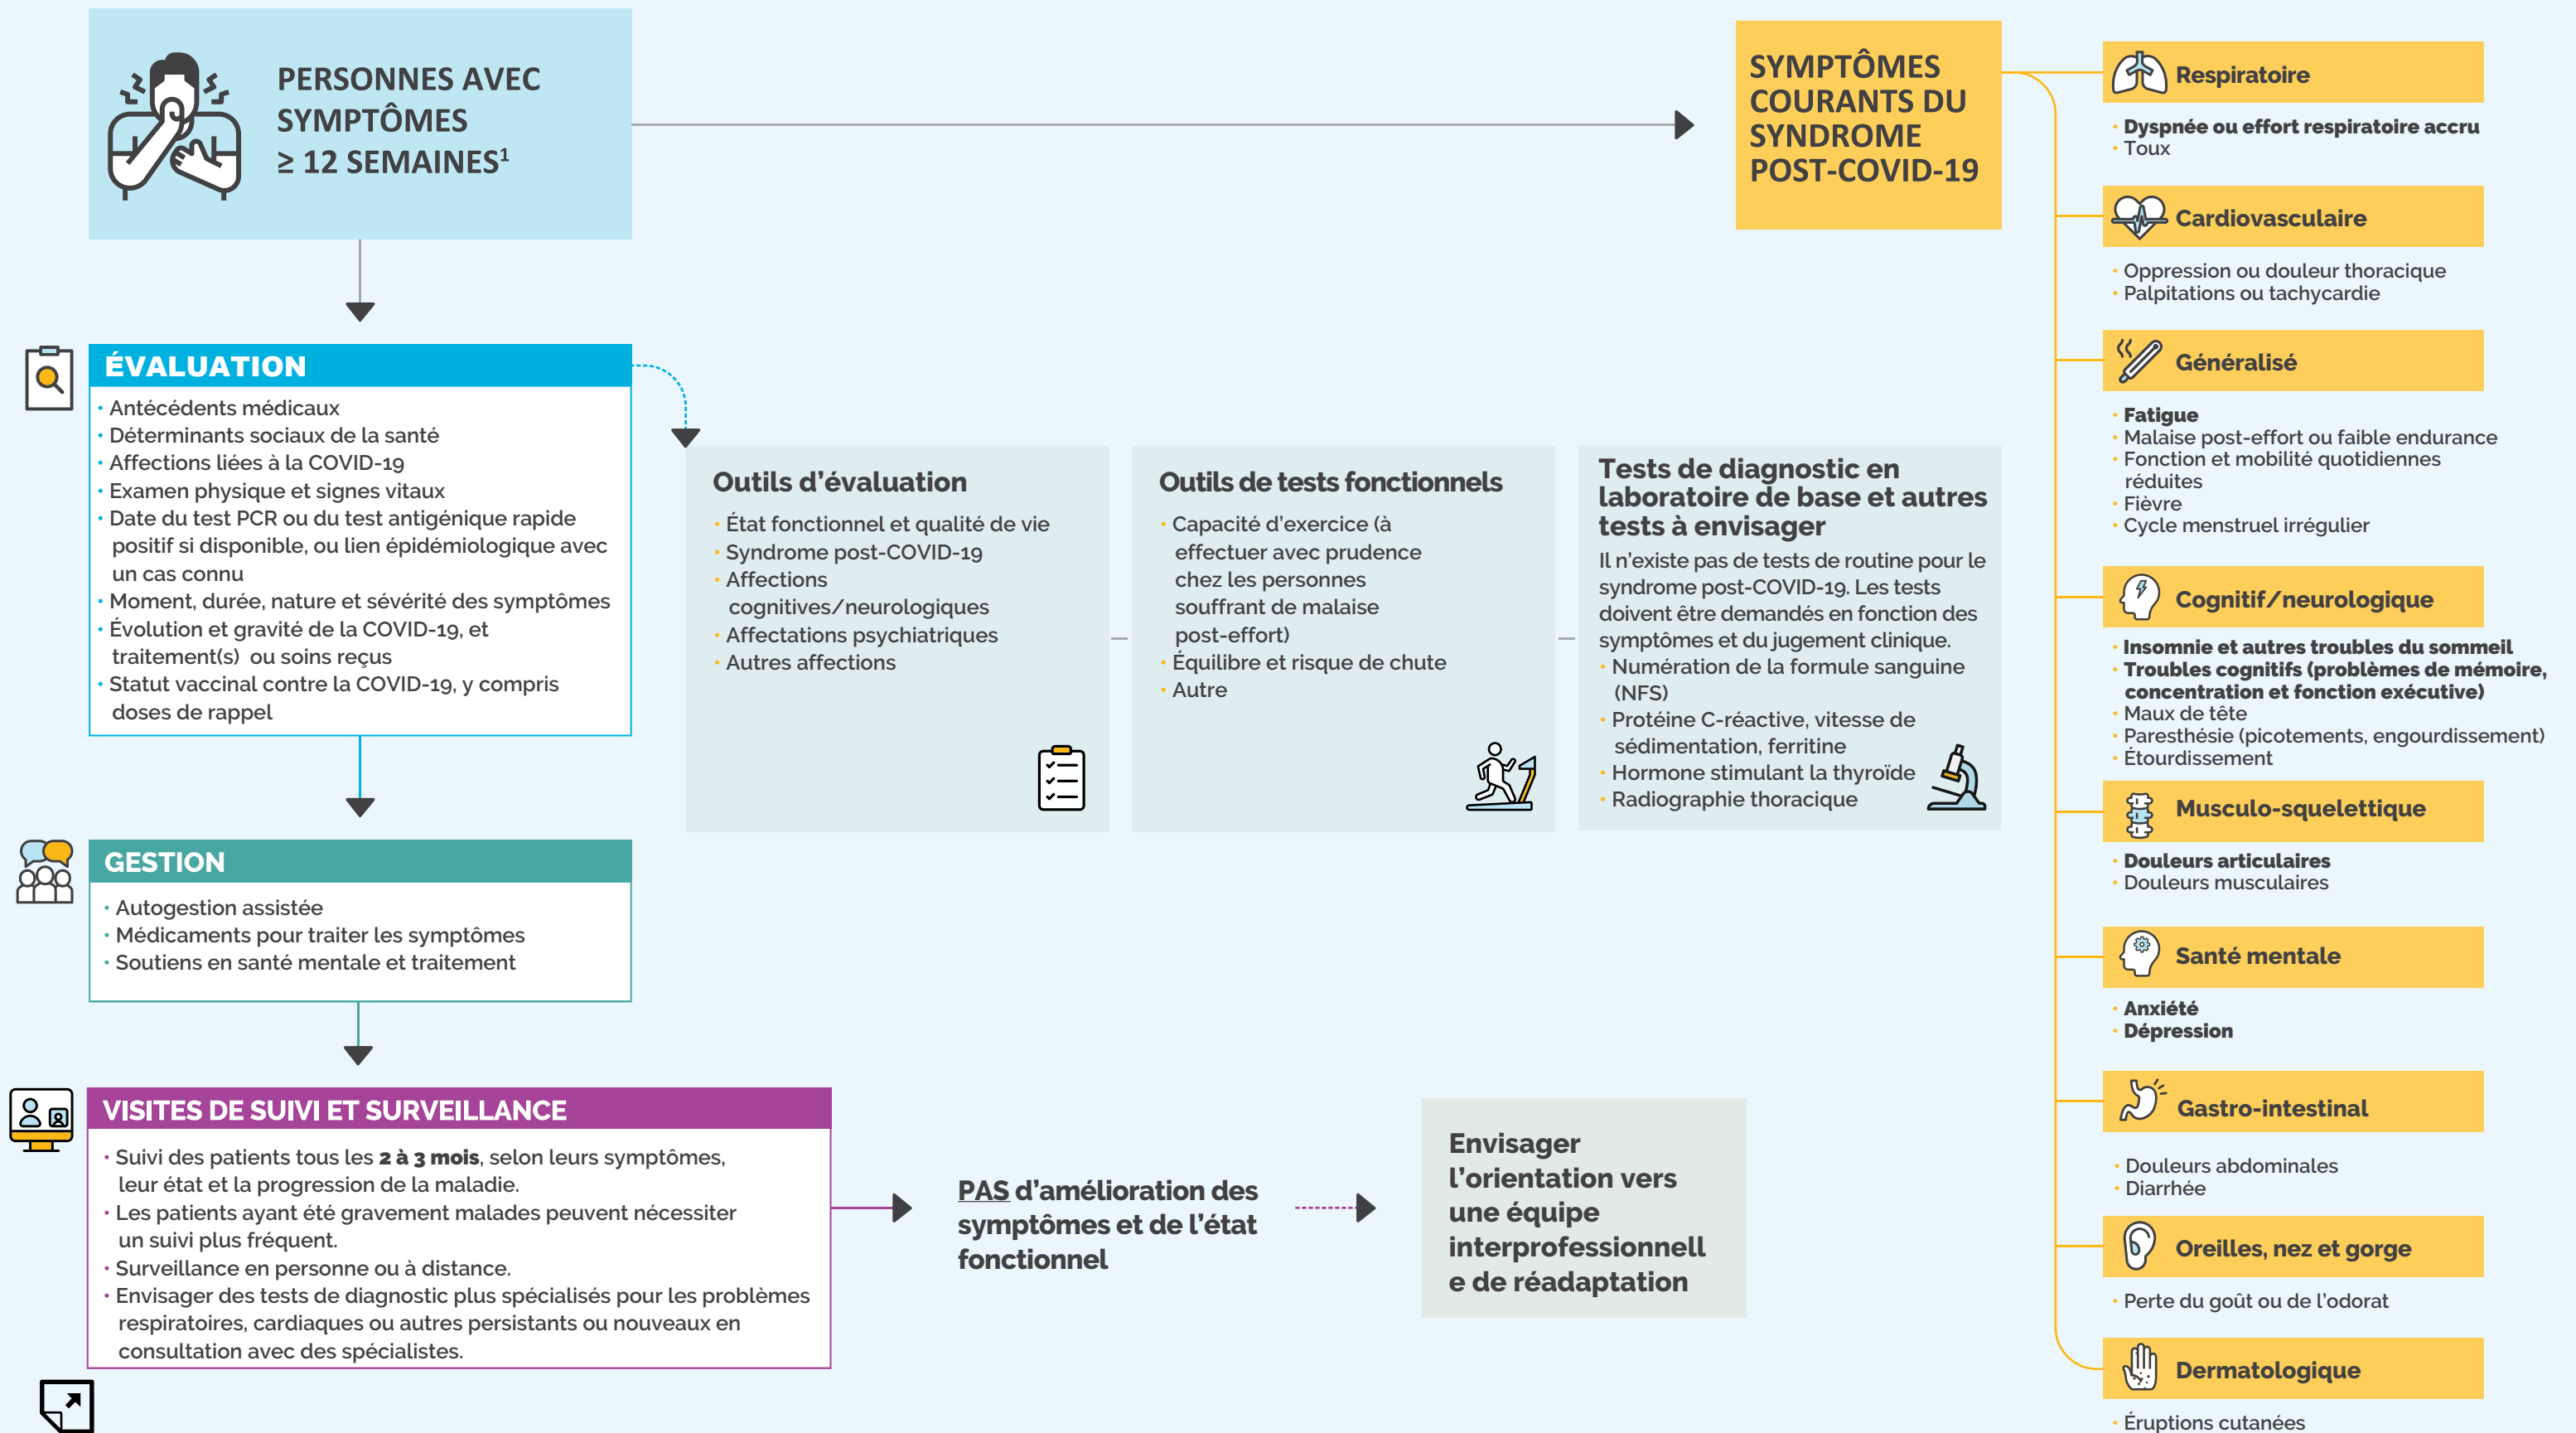 PERSONNES AVEC
SYMPTÔMES
≥ 12 SEMAINES¹
SYMPTÔMES
COURANTS DU
SYNDROME
POST-COVID-19
ÉVALUATION
• Antécédents médicaux
• Déterminants sociaux de la santé
• Affections liées à la COVID-19
• Examen physique et signes vitaux
• Date du test PCR ou du test antigénique rapide
positif si disponible, ou lien épidémiologique avec
un cas connu
• Moment, durée, nature et sévérité des symptômes
• Évolution et gravité de la COVID-19, et
traitement(s) ou soins reçus
• Statut vaccinal contre la COVID-19, y compris
doses de rappel
Outils d'évaluation
• État fonctionnel et qualité de vie
• Syndrome post-COVID-19
• Affections
cognitives/neurologiques
• Affectations psychiatriques
• Autres affections
Outils de tests fonctionnels
• Capacité d'exercice (à
effectuer avec prudence
chez les personnes
souffrant de malaise
post-effort)
• Équilibre et risque de chute
• Autre
Tests de diagnostic en
laboratoire de base et autres
tests à envisager
Il n'existe pas de tests de routine pour le
syndrome post-COVID-19. Les tests
doivent être demandés en fonction des
symptômes et du jugement clinique.
• Numération de la formule sanguine
(NFS)
• Protéine C-réactive, vitesse de
sédimentation, ferritine
• Hormone stimulant la thyroïde
• Radiographie thoracique
GESTION
• Autogestion assistée
• Médicaments pour traiter les symptômes
• Soutiens en santé mentale et traitement
VISITES DE SUIVI ET SURVEILLANCE
• Suivi des patients tous les 2 à 3 mois, selon leurs symptômes,
leur état et la progression de la maladie.
• Les patients ayant été gravement malades peuvent nécessiter
un suivi plus fréquent.
• Surveillance en personne ou à distance.
• Envisager des tests de diagnostic plus spécialisés pour les problèmes
respiratoires, cardiaques ou autres persistants ou nouveaux en
consultation avec des spécialistes.
PAS d'amélioration des
symptômes et de l'état
fonctionnel
Envisager
l'orientation vers
une équipe
interprofessionnell
e de réadaptation
Respiratoire
• Dyspnée ou effort respiratoire accru
• Toux
Cardiovasculaire
• Oppression ou douleur thoracique
• Palpitations ou tachycardie
Généralisé
• Fatigue
• Malaise post-effort ou faible endurance
• Fonction et mobilité quotidiennes
réduites
• Fièvre
• Cycle menstruel irrégulier
Cognitif/neurologique
• Insomnie et autres troubles du sommeil
• Troubles cognitifs (problèmes de mémoire,
concentration et fonction exécutive)
• Maux de tête
• Paresthésie (picotements, engourdissement)
• Étourdissement
Musculo-squelettique
• Douleurs articulaires
• Douleurs musculaires
Santé mentale
• Anxiété
• Dépression
Gastro-intestinal
• Douleurs abdominales
• Diarrhée
Oreilles, nez et gorge
• Perte du goût ou de l'odorat
Dermatologique
• Éruptions cutanées